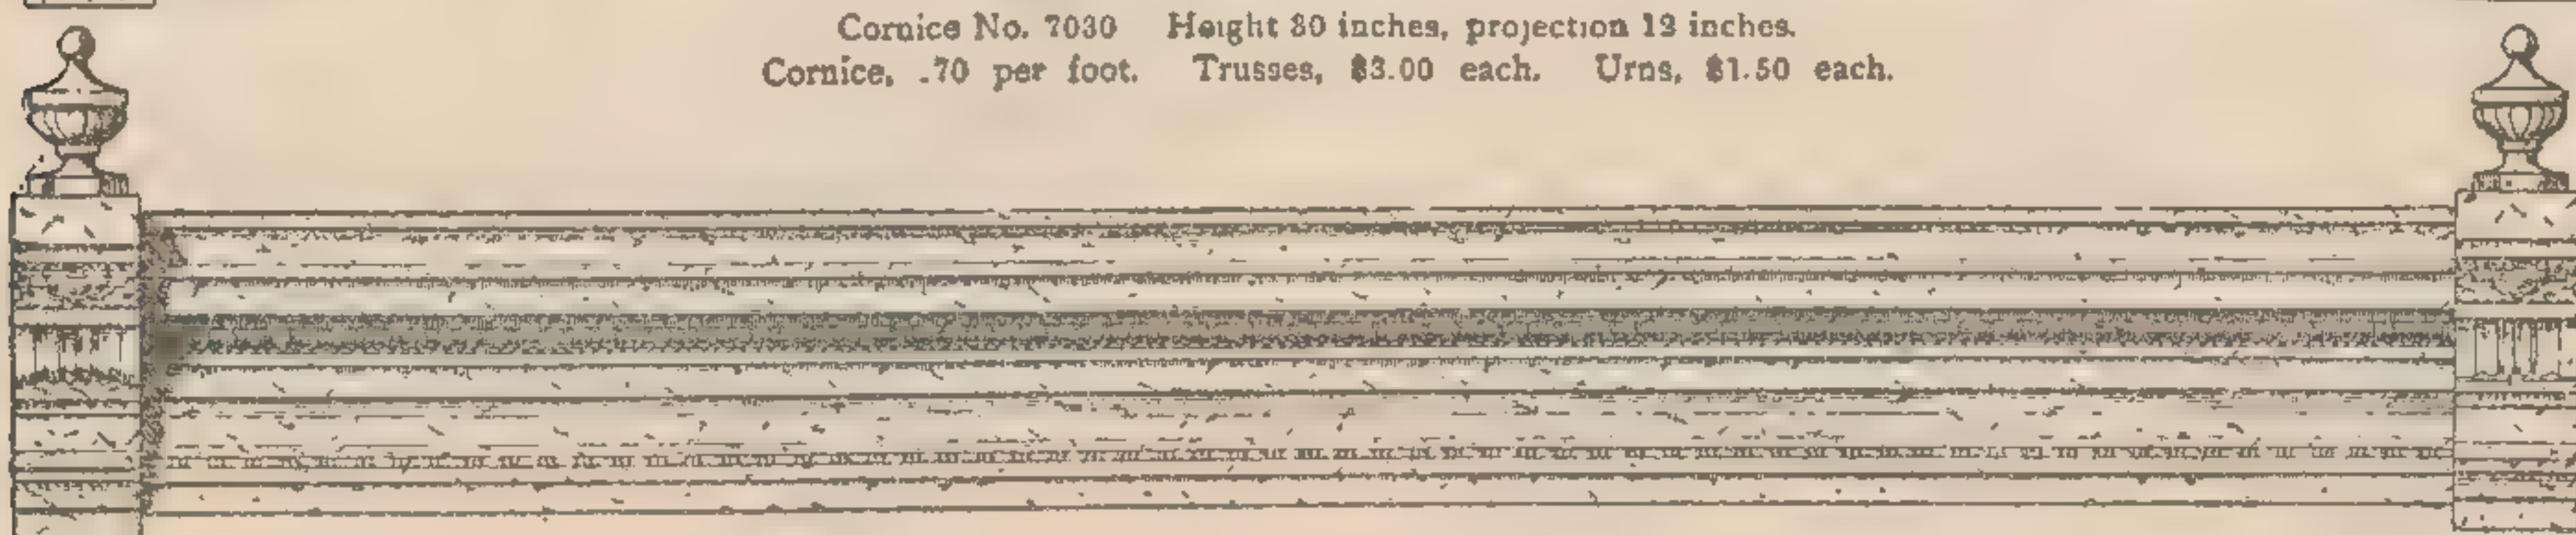 Cornice No. 7030 Height 30 inches, projection 12 inches.
Cornice, .70 per foot. Trusses, $3.00 each. Urns, $1.50 each.